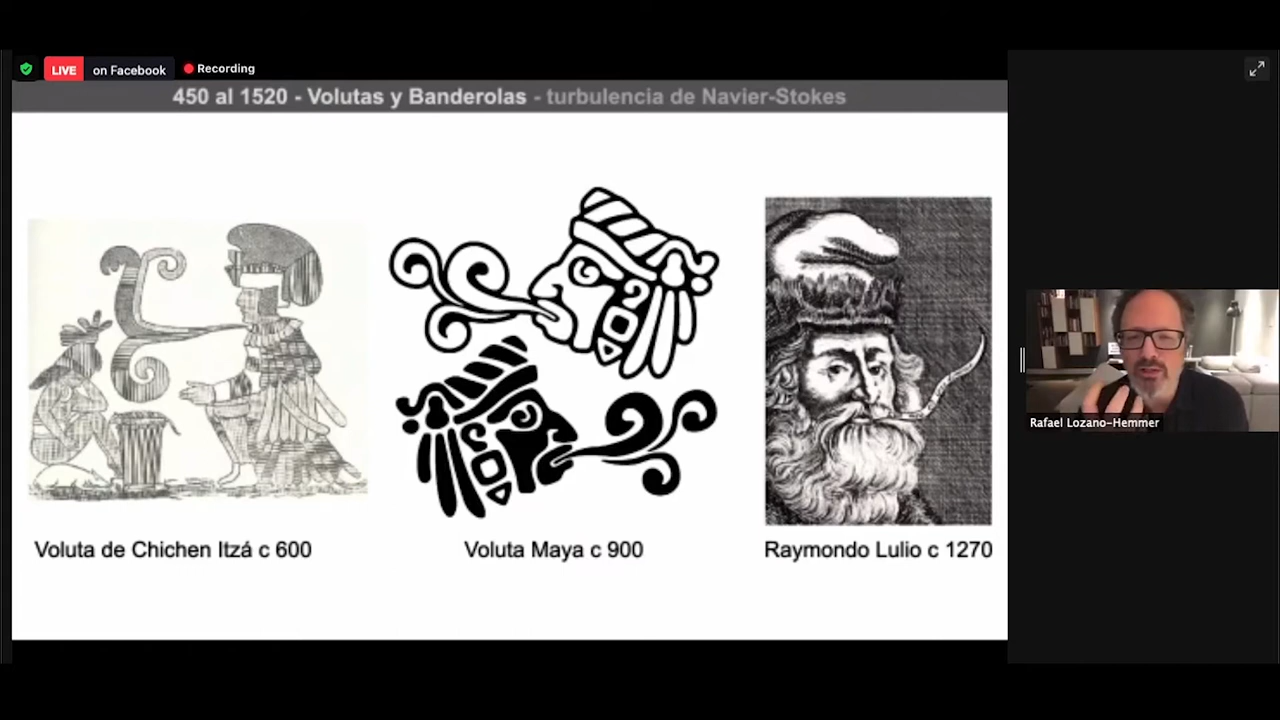 LIVE on Facebook Recording
450 al 1520 - Volutas y Banderolas - turbulencia de Navier-Stokes
Voluta de Chichen Itzá c 600
Voluta Maya c 900
Raymondo Lulio c 1270
Rafael Lozano-Hemmer